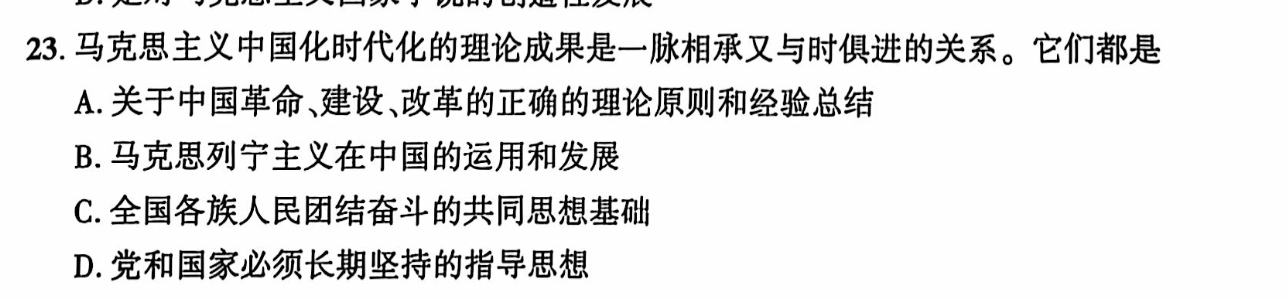 23. 马克思主义中国化时代化的理论成果是一脉相承又与时俱进的关系。它们都是
A. 关于中国革命、建设、改革的正确的理论原则和经验总结
B. 马克思列宁主义在中国的运用和发展
C. 全国各族人民团结奋斗的共同思想基础
D. 党和国家必须长期坚持的指导思想